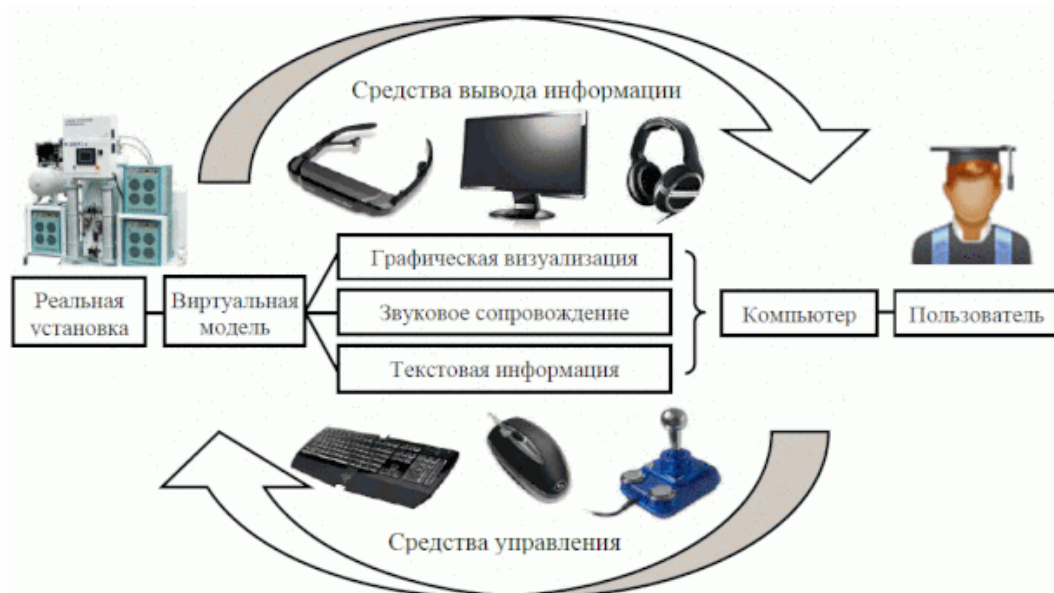 Средства вывода информации
Графическая визуализация
Реальная
установка
Виртуальная
модель
Звуковое сопровождение
Компьютер
Пользователь
Текстовая информация
Средства управления